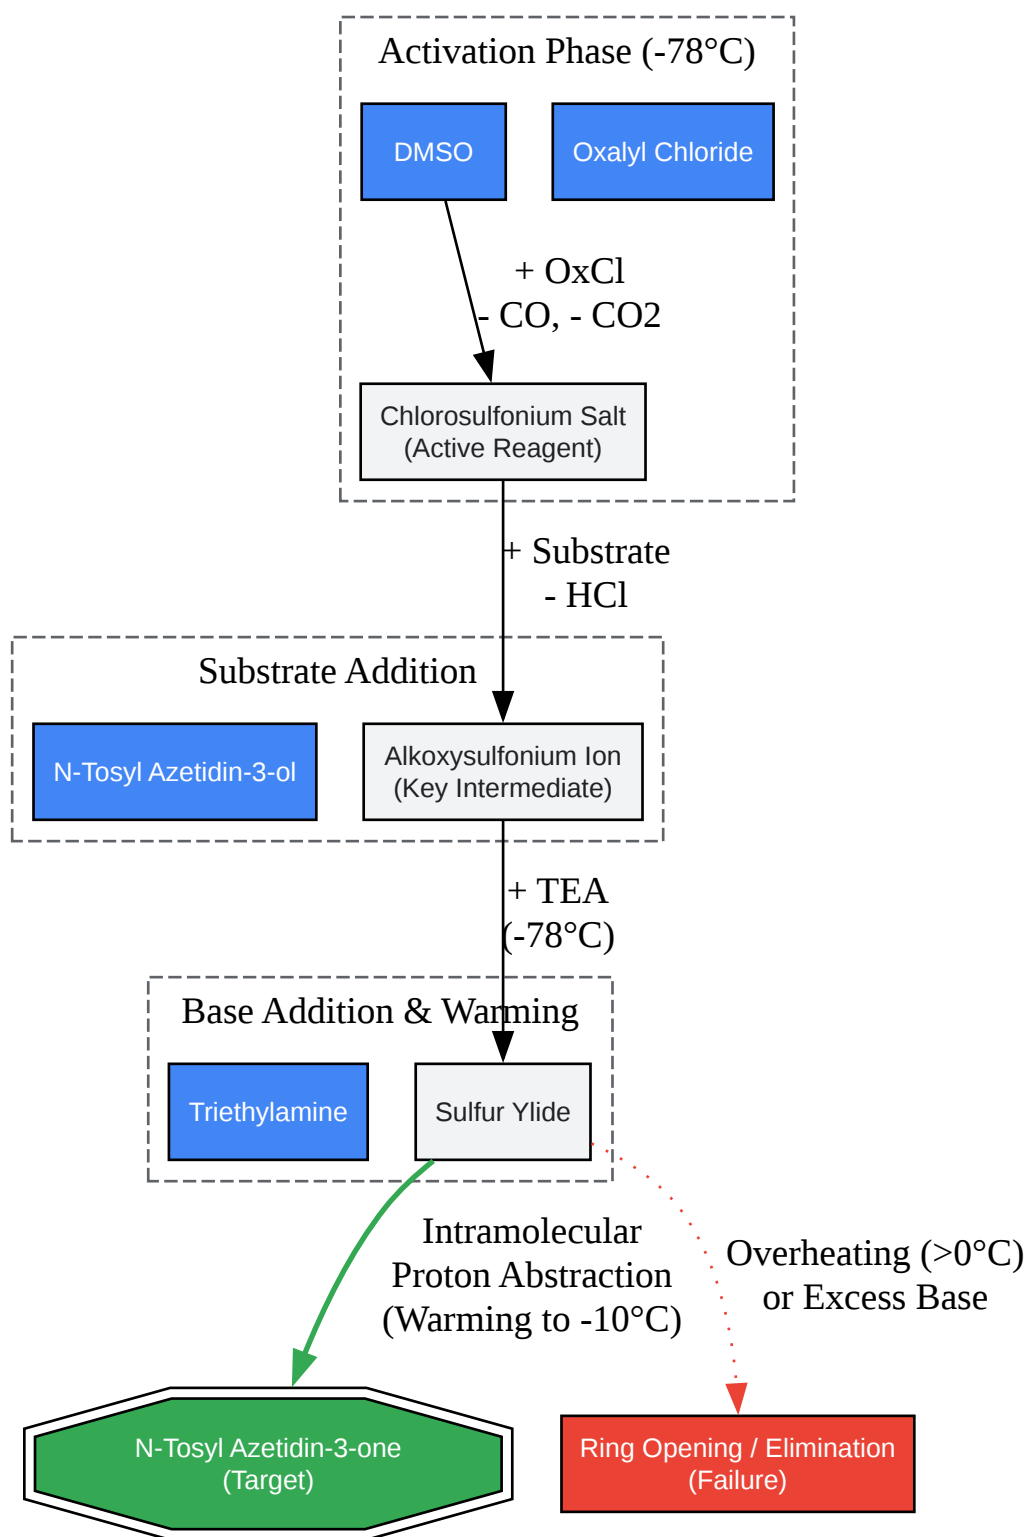 Activation Phase (-78°C)
DMSO
Oxalyl Chloride
+ OxCl
- CO, - CO2
Chlorosulfonium Salt
(Active Reagent)
+ Substrate
- HCl
Substrate Addition
N-Tosyl Azetidin-3-ol
Alkoxysulfonium Ion
(Key Intermediate)
+ TEA
(-78°C)
Base Addition & Warming
Triethylamine
Sulfur Ylide
Intramolecular
Proton Abstraction
(Warming to -10°C)
Overheating (>0°C)
or Excess Base
N-Tosyl Azetidin-3-one
(Target)
Ring Opening / Elimination
(Failure)